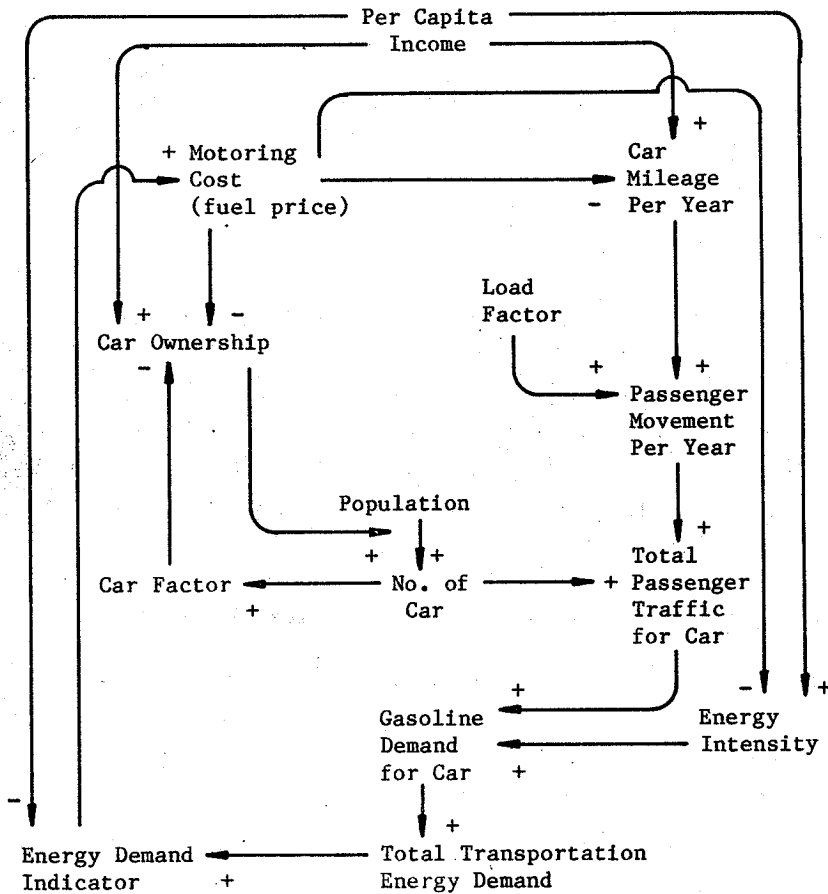 Per Capita
Income
+
+ Motoring
Cost
(fuel price)
Car
Mileage
- Per Year
Load
Factor
+ -
Car Ownership
-
+ +
Passenger
Movement
Per Year
Population
+ +
+
Car Factor
+
No. of
Car
Total
+ Passenger
Traffic
for Car
+
- +
Gasoline
Demand
for Car
+
Energy
Intensity
-
+
Energy Demand
Indicator
+
Total Transportation
Energy Demand